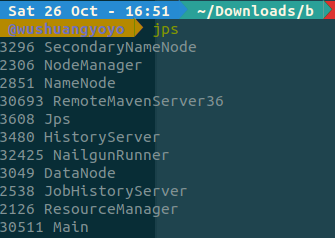 Sat 26 Oct - 16:51 ~/Downloads/b
@wushuangyoyo jps
3296 SecondaryNameNode
2306 NodeManager
2851 NameNode
30693 RemoteMavenServer36
3608 Jps
3480 HistoryServer
32425 NailgunRunner
3049 DataNode
2538 JobHistoryServer
2126 ResourceManager
30511 Main